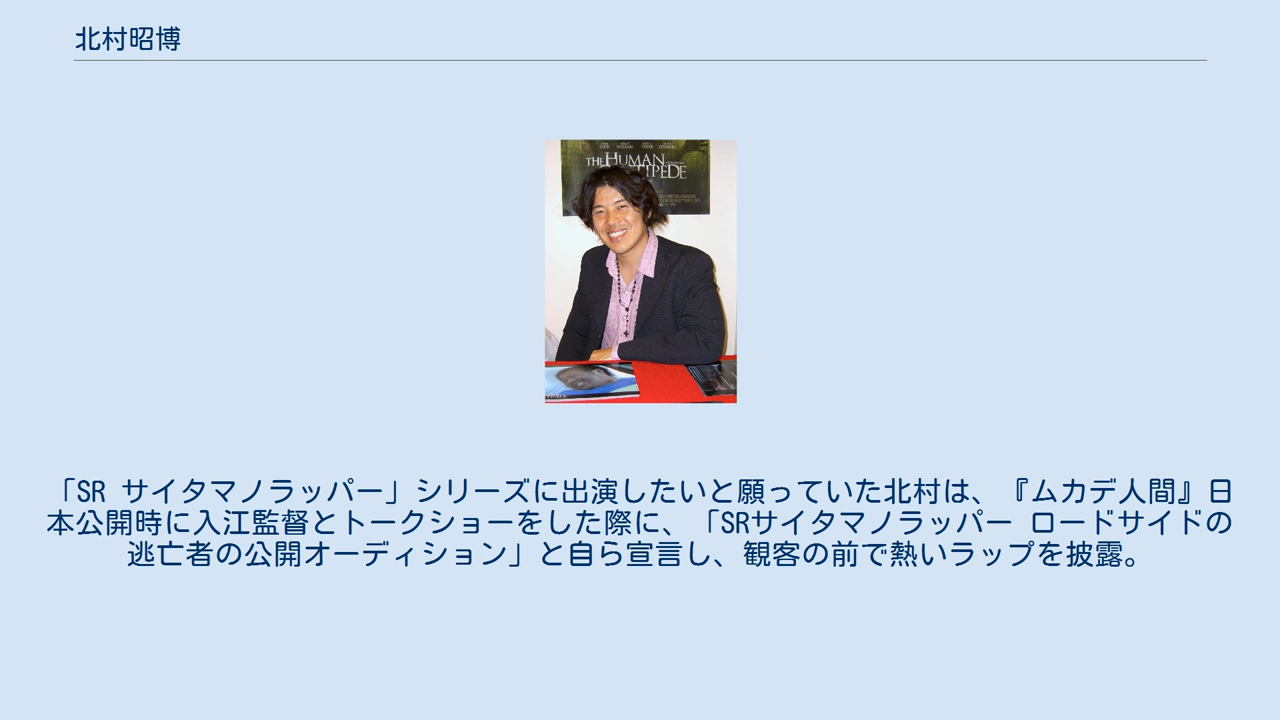 北村昭博
THE HUMAN
「SR サイタマノラッパー」シリーズに出演したいと願っていた北村は、『ムカデ人間』日
本公開時に入江監督とトークショーをした際に、「SRサイタマノラッパー ロードサイドの
逃亡者の公開オーディション」と自ら宣言し、観客の前で熱いラップを披露。